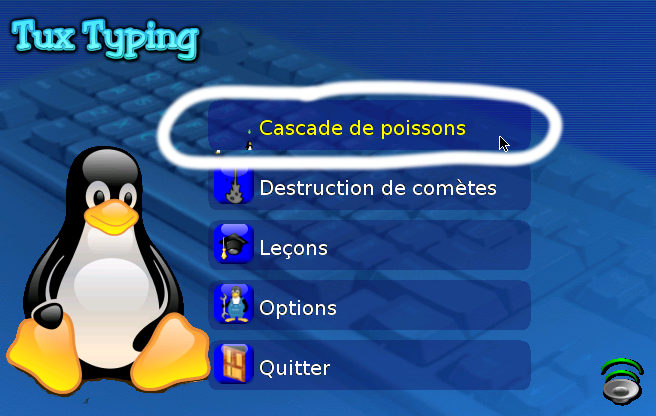 Tux Typing
Cascade de poissons
Destruction de comètes
Leçons
Options
Quitter